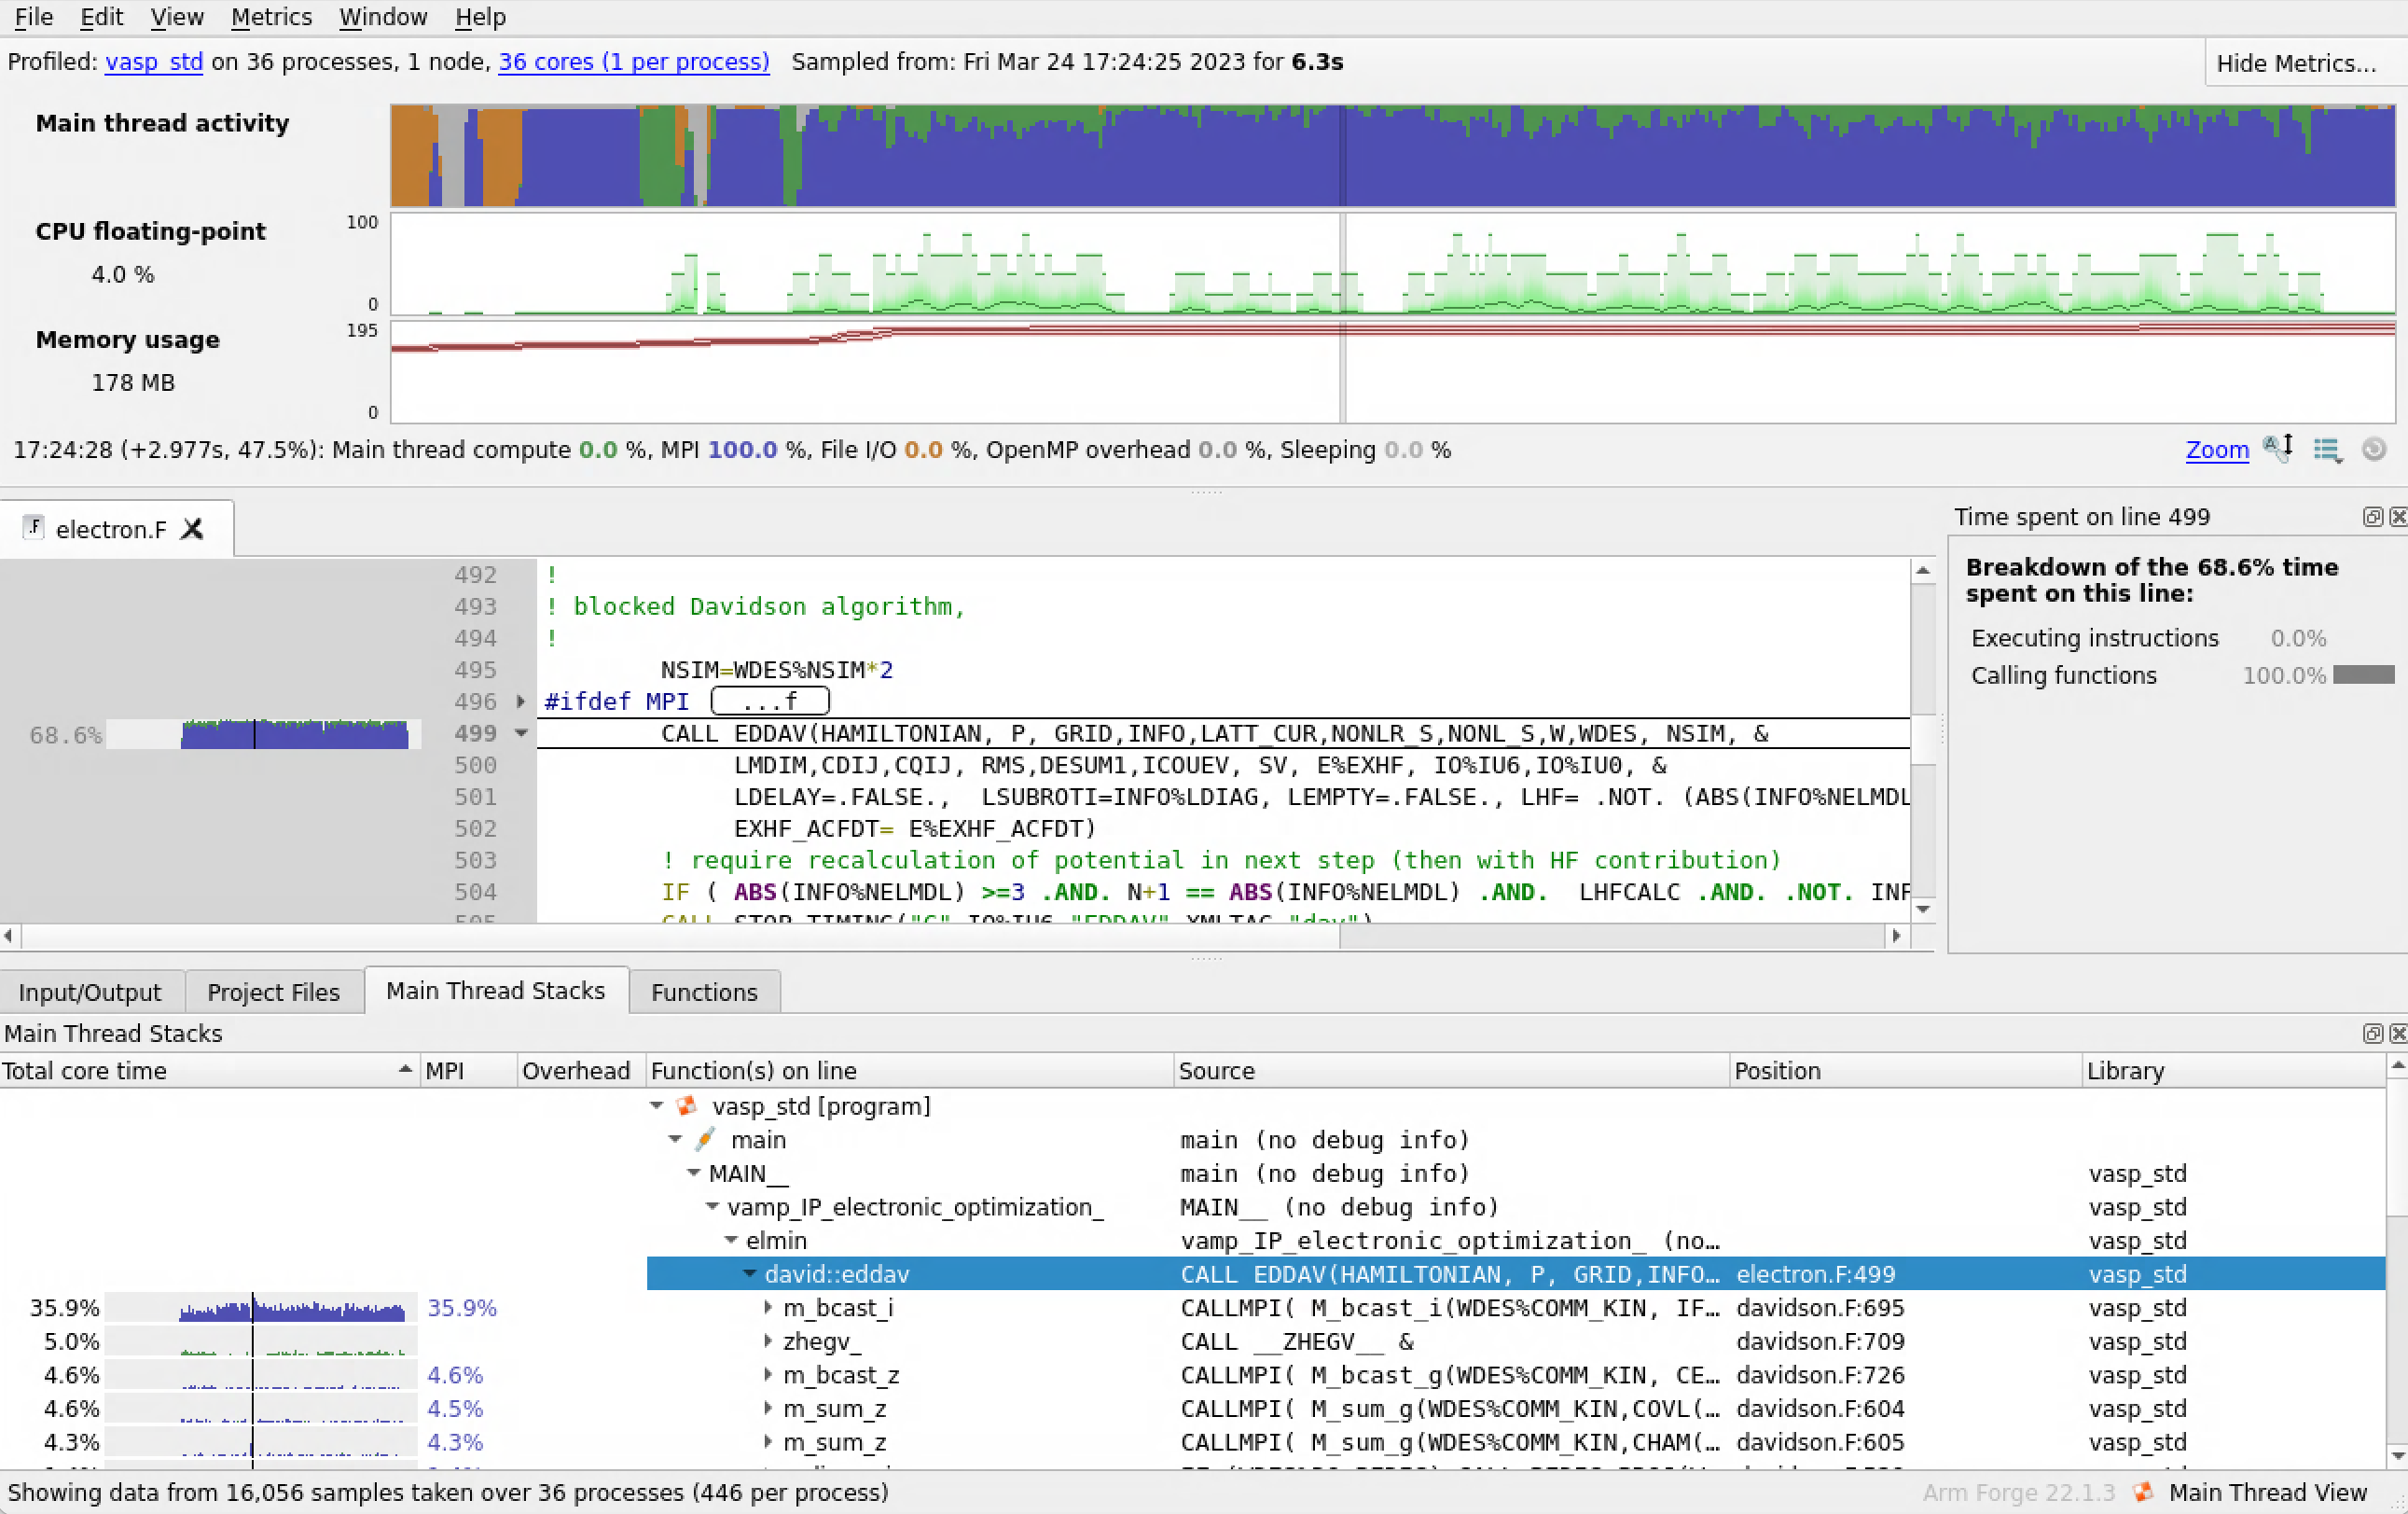 File Edit View Metrics Window Help
Profiled: vasp_std on 36 processes, 1 node, 36 cores (1 per process) Sampled from: Fri Mar 24 17:24:25 2023 for 6.3s Hide Metrics...
Main thread activity
CPU floating-point 100
4.0 %
0
Memory usage 195
178 MB
0
17:24:28 (+2.977s, 47.5%): Main thread compute 0.0 %, MPI 100.0 %, File I/O 0.0 %, OpenMP overhead 0.0 %, Sleeping 0.0 % Zoom
.F electron.F
Time spent on line 499
Breakdown of the 68.6% time
spent on this line:
Executing instructions 0.0%
Calling functions 100.0%
492 !
493 ! blocked Davidson algorithm,
494 !
495 NSIM=WDES%NSIM*2
496 #ifdef MPI ...f
68.6% 499 CALL EDDAV(HAMILTONIAN, P, GRID,INFO,LATT_CUR,NONLR_S,NONL_S,W,WDES, NSIM, &
500 LMDIM,CDIJ,CQIJ, RMS,DESUM1,ICOUEV, SV, E%EXHF, IO%IU6,IO%IU0, &
501 LDELAY=.FALSE., LSUBROTI=INFO%LDIAG, LEMPTY=.FALSE., LHF= .NOT. (ABS(INFO%NELMDL
502 EXHF_ACFDT= E%EXHF_ACFDT)
503 ! require recalculation of potential in next step (then with HF contribution)
504 IF ( ABS(INFO%NELMDL) >=3 .AND. N+1 == ABS(INFO%NELMDL) .AND. LHFCALC .AND. .NOT. INF
505 CALL STOP_TIMING("G",IO%IU6,"EDDAV",XMLTAG="dav")
Input/Output Project Files Main Thread Stacks Functions
Main Thread Stacks
Total core time MPI Overhead Function(s) on line Source Position Library
vasp_std [program]
main main (no debug info)
MAIN__ main (no debug info) vasp_std
vamp_IP_electronic_optimization_ MAIN__ (no debug info) vasp_std
elmin vamp_IP_electronic_optimization_ (no… vasp_std
david::eddav CALL EDDAV(HAMILTONIAN, P, GRID,INFO… electron.F:499 vasp_std
35.9% 35.9% m_bcast_i CALLMPI( M_bcast_i(WDES%COMM_KIN, IF… davidson.F:695 vasp_std
5.0% zhegv_ CALL __ZHEGV__ & davidson.F:709 vasp_std
4.6% 4.6% m_bcast_z CALLMPI( M_bcast_g(WDES%COMM_KIN, CE… davidson.F:726 vasp_std
4.6% 4.5% m_sum_z CALLMPI( M_sum_g(WDES%COMM_KIN,COVL(… davidson.F:604 vasp_std
4.3% 4.3% m_sum_z CALLMPI( M_sum_g(WDES%COMM_KIN,CHAM(… davidson.F:605 vasp_std
Showing data from 16,056 samples taken over 36 processes (446 per process) Arm Forge 22.1.3 Main Thread View